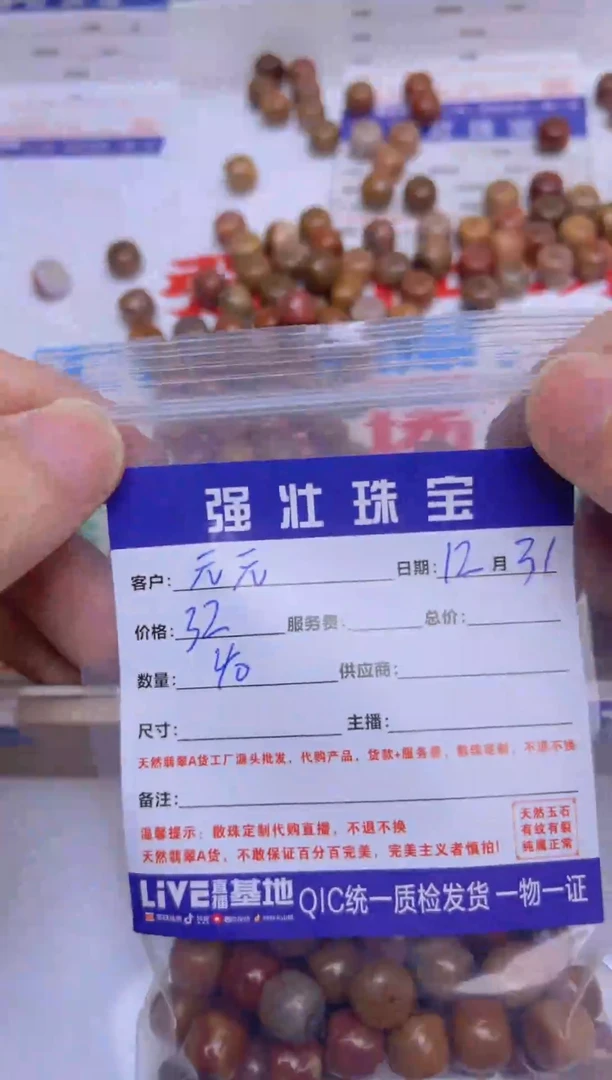 强壮珠宝
客户: 元元 日期: 12月31
价格: 32 服务费: 总价:
数量: 40 供应商:
尺寸: 主播:
天然翡翠A货工厂源头批发,代购产品,货款+服务费,散珠定制,不退不换
备注:
温馨提示:散珠定制代购直播,不退不换
天然翡翠A货,不敢保证百分百完美,完美主义者慎拍!
天然玉石
有纹有裂
纯属正常
LiVE直播基地 QIC统一质检发货 一物一证